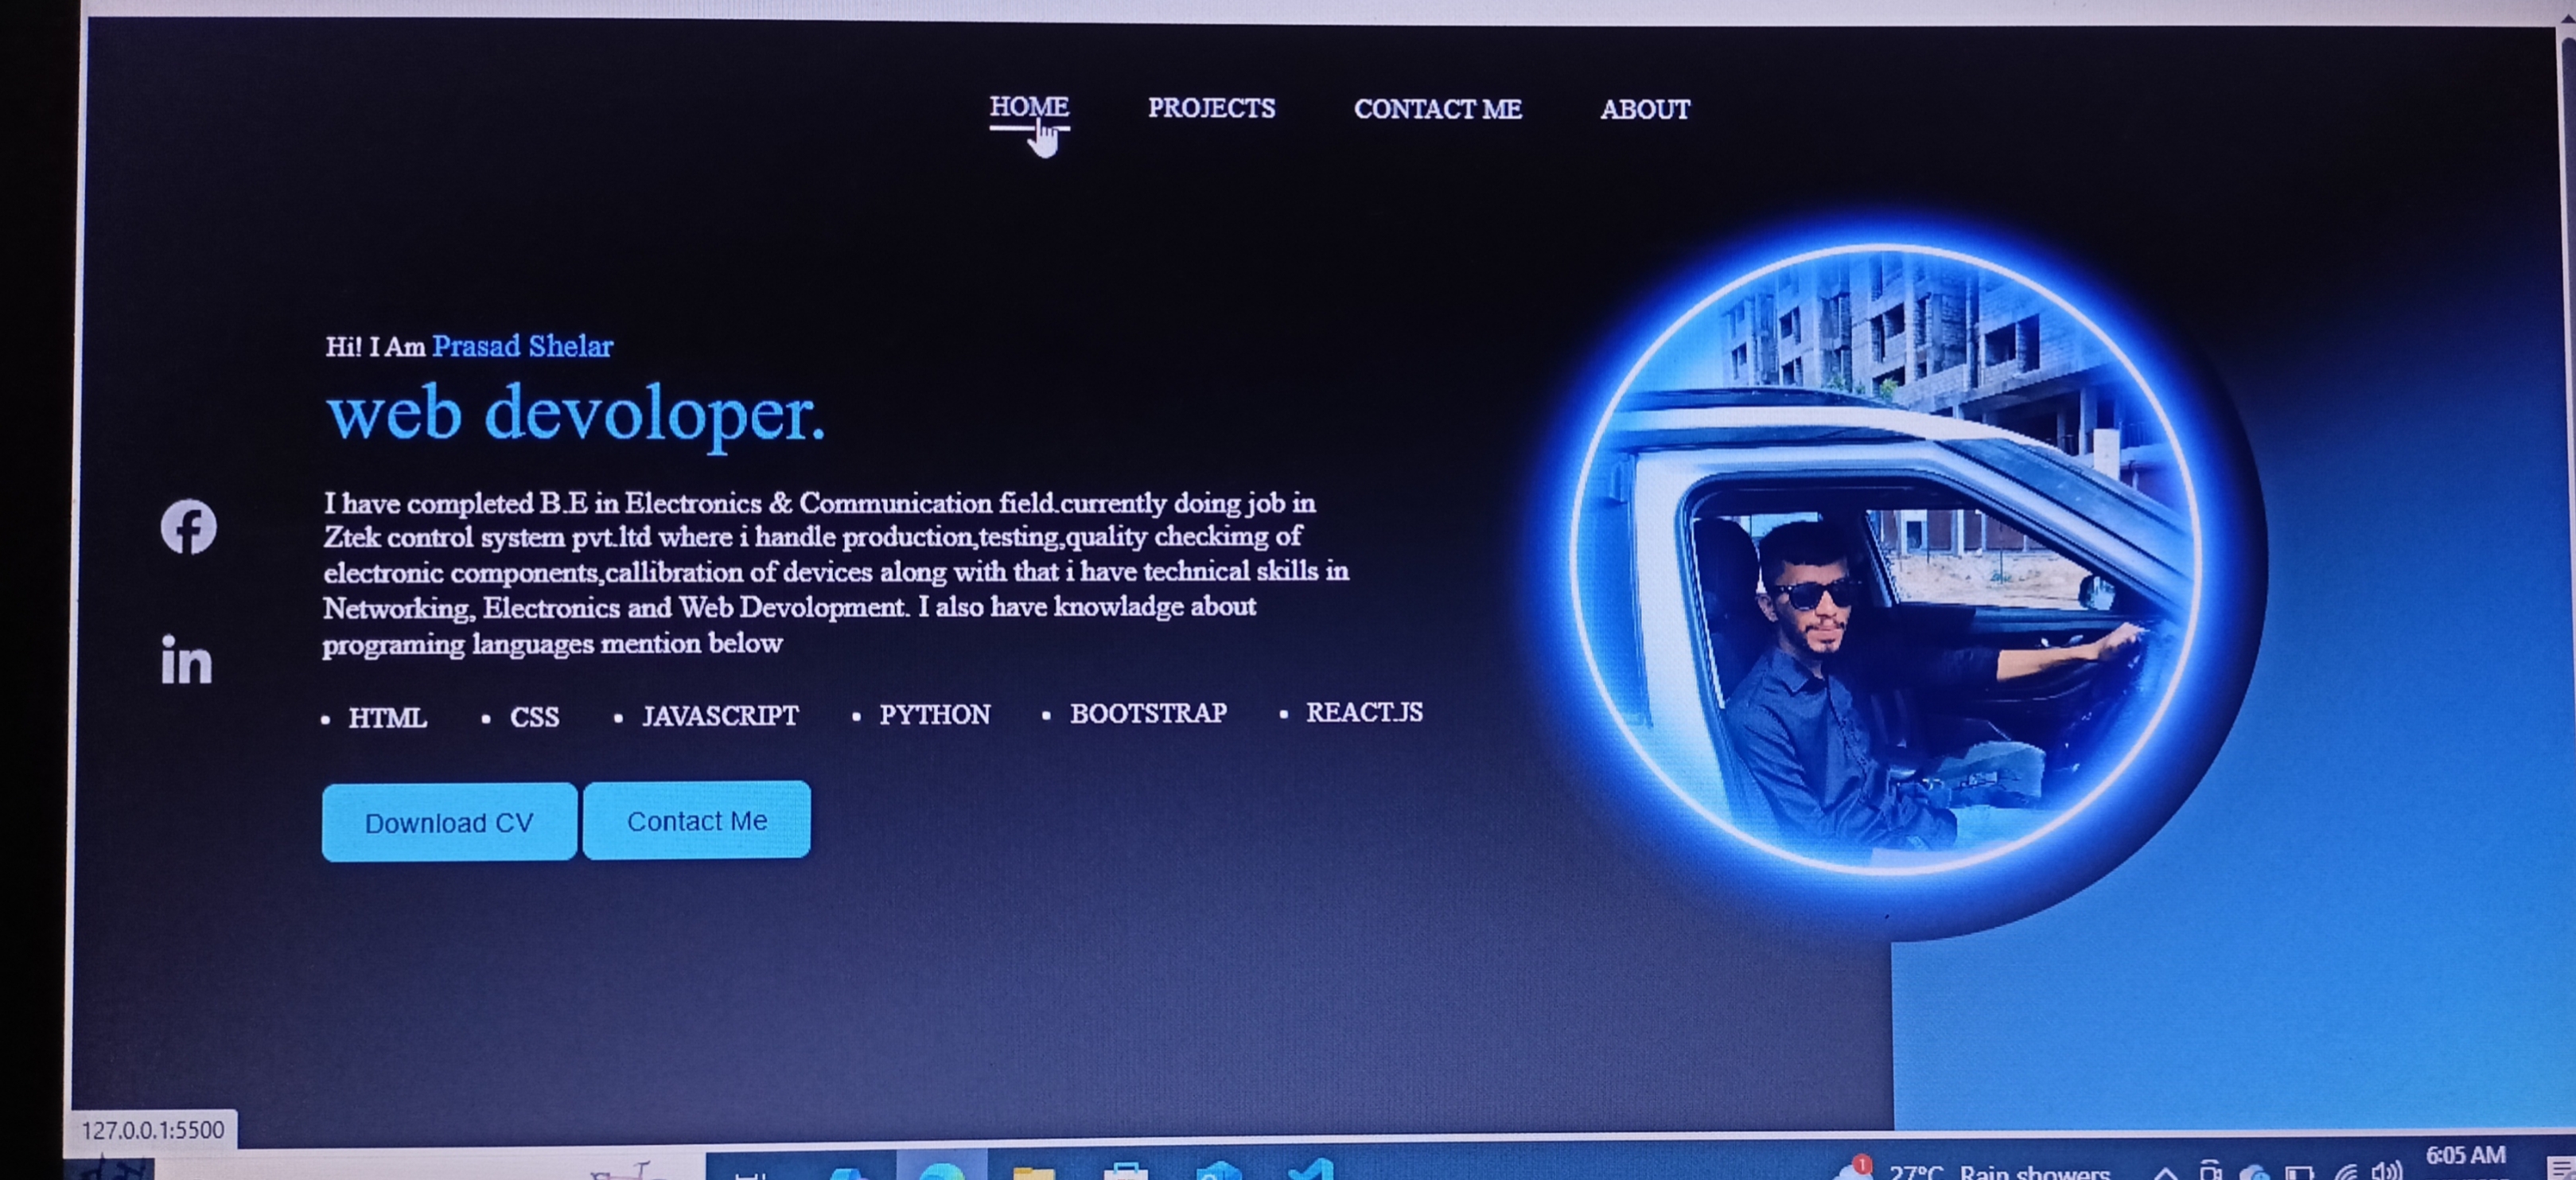 HOME PROJECTS CONTACT ME ABOUT
Hi! I Am Prasad Shelar
web devoloper.
I have completed B.E in Electronics & Communication field.currently doing job in
Ztek control system pvt.ltd where i handle production,testing,quality checkimg of
electronic components,callibration of devices along with that i have technical skills in
Networking, Electronics and Web Devolopment. I also have knowladge about
programing languages mention below
• HTML • CSS • JAVASCRIPT • PYTHON • BOOTSTRAP • REACT.JS
Download CV Contact Me
in
127.0.0.1:5500
1
27°C Rain showers
6:05 AM